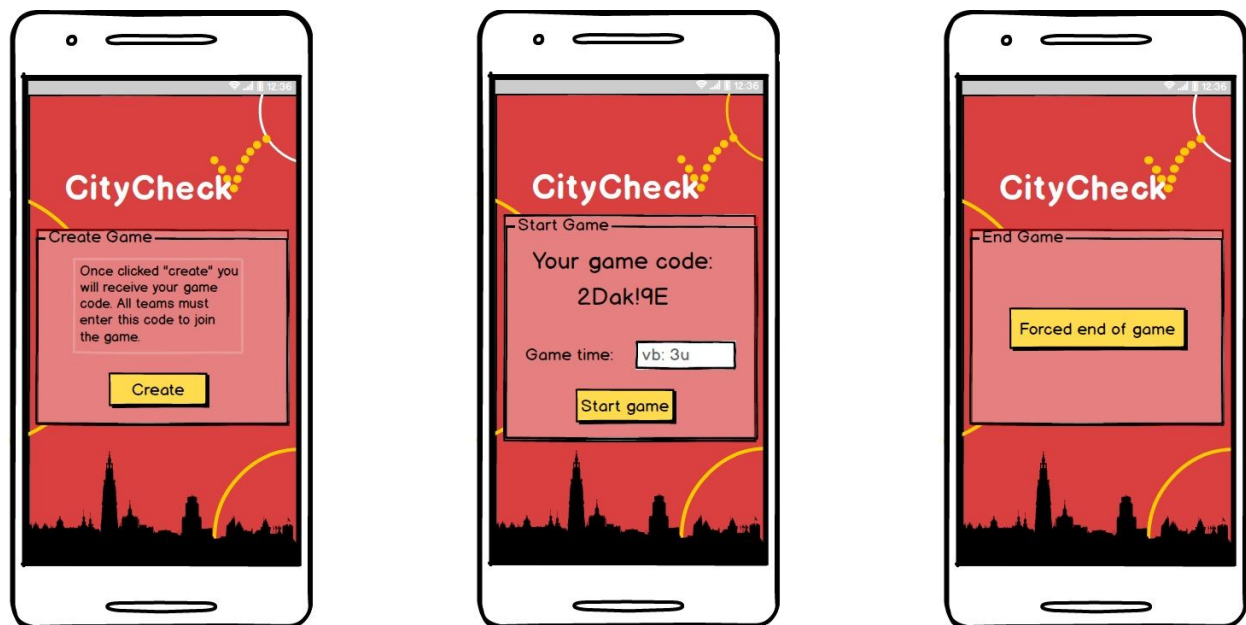 12:36
CityCheck
Create Game
Once clicked "create" you
will receive your game
code. All teams must
enter this code to join
the game.
Create
12:36
CityCheck
Start Game
Your game code:
2Dak!9E
Game time:
vb: 3u
Start game
12:36
CityCheck
End Game
Forced end of game